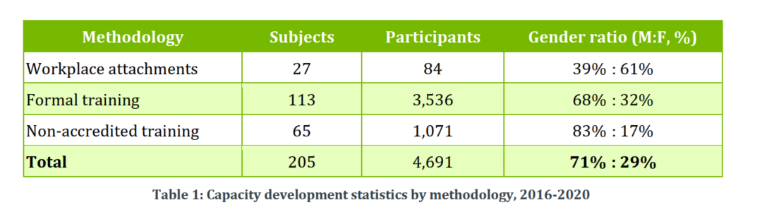 Methodology Subjects Participants Gender ratio (M:F, %)
Workplace attachments 27 84 39% : 61%
Formal training 113 3,536 68% : 32%
Non-accredited training 65 1,071 83% : 17%
Total 205 4,691 71% : 29%
Table 1: Capacity development statistics by methodology, 2016-2020